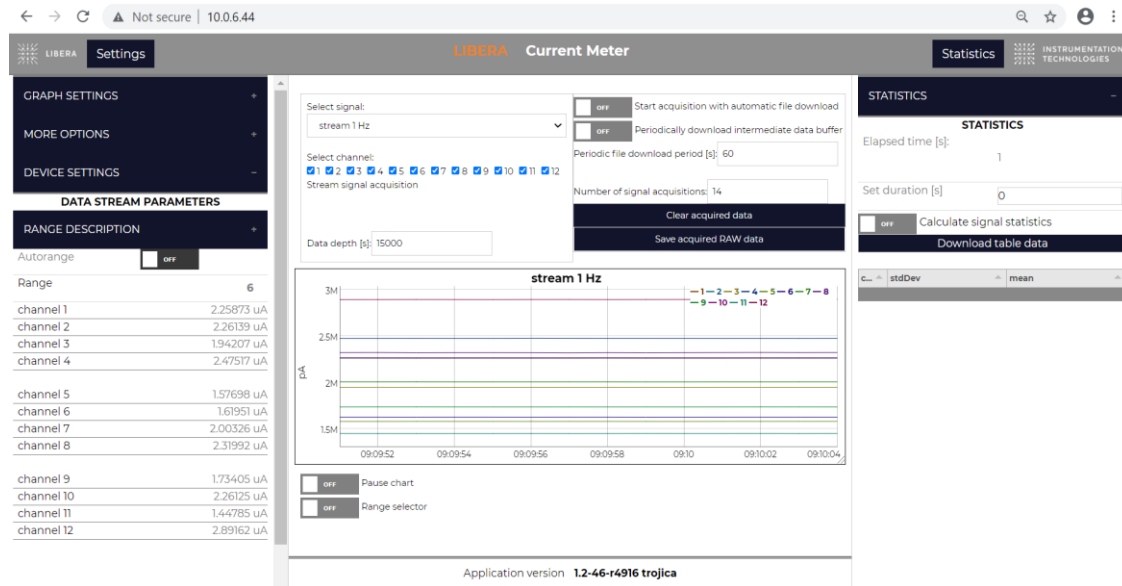 Not secure | 10.0.6.44
LIBERA Settings
LIBERA Current Meter
Statistics INSTRUMENTATION TECHNOLOGIES
GRAPH SETTINGS +
MORE OPTIONS +
DEVICE SETTINGS −
DATA STREAM PARAMETERS
RANGE DESCRIPTION +
Autorange OFF
Range 6
channel 1 2.25873 uA
channel 2 2.26139 uA
channel 3 1.94207 uA
channel 4 2.47517 uA
channel 5 1.57698 uA
channel 6 1.61951 uA
channel 7 2.00326 uA
channel 8 2.31992 uA
channel 9 1.73405 uA
channel 10 2.26125 uA
channel 11 1.44785 uA
channel 12 2.89162 uA
Select signal:
stream 1 Hz
Select channel:
1 2 3 4 5 6 7 8 9 10 11 12
Stream signal acquisition
Data depth [s]: 15000
OFF Start acquisition with automatic file download
OFF Periodically download intermediate data buffer
Periodic file download period [s]: 60
Number of signal acquisitions: 14
Clear acquired data
Save acquired RAW data
stream 1 Hz
1 2 3 4 5 6 7 8
9 10 11 12
3M
2.5M
2M
1.5M
pA
09:09:52 09:09:54 09:09:56 09:09:58 09:10 09:10:02 09:10:04
OFF Pause chart
OFF Range selector
Application version 1.2-46-r4916 trojica
STATISTICS −
STATISTICS
Elapsed time [s]:
1
Set duration [s] 0
OFF Calculate signal statistics
Download table data
c... stdDev mean